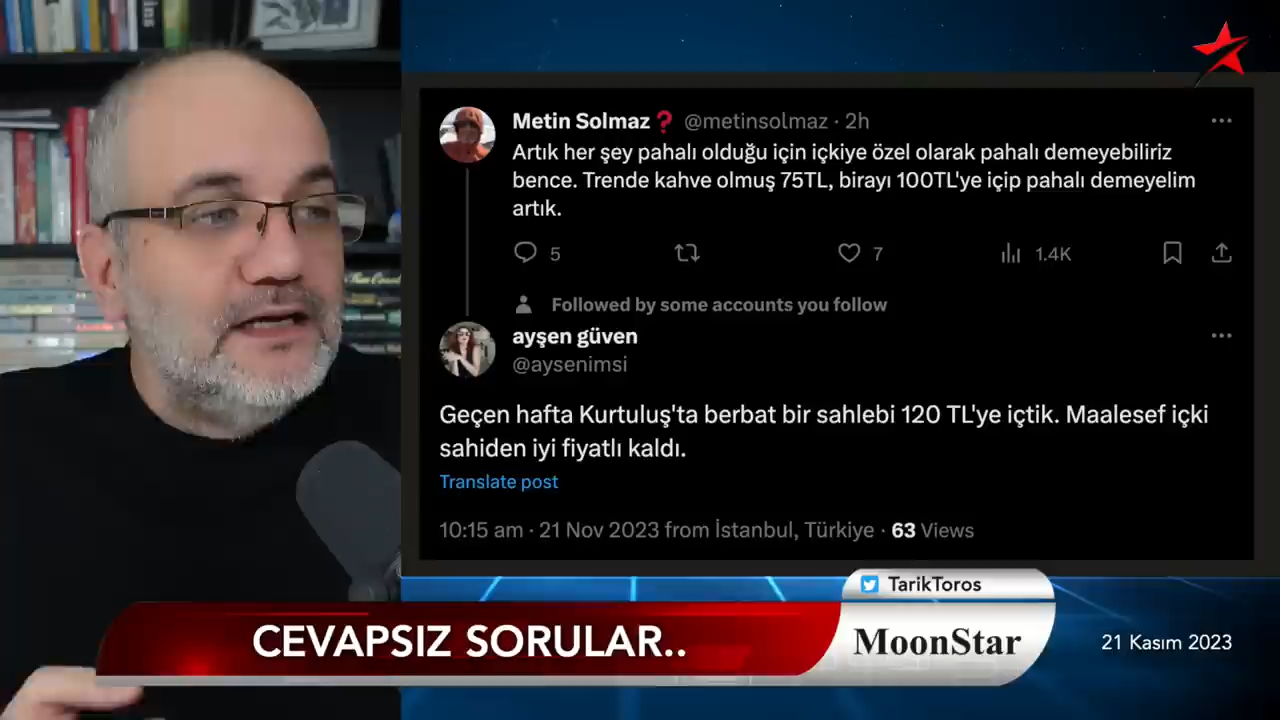 Metin Solmaz❓ @metinsolmaz · 2h
Artık her şey pahalı olduğu için içkiye özel olarak pahalı demeyebiliriz
bence. Trende kahve olmuş 75TL, birayı 100TL'ye içip pahalı demeyelim
artık.
5
7
1.4K
Followed by some accounts you follow
ayşen güven
@aysenimsi
Geçen hafta Kurtuluş'ta berbat bir sahlebi 120 TL'ye içtik. Maalesef içki
sahiden iyi fiyatlı kaldı.
Translate post
10:15 am · 21 Nov 2023 from İstanbul, Türkiye · 63 Views
TarikToros
CEVAPSIZ SORULAR..
MoonStar
21 Kasım 2023